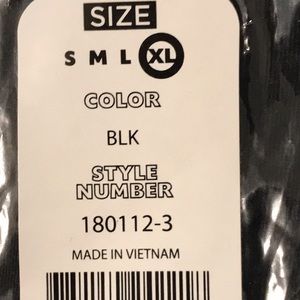 SIZE
S M L XL
COLOR
BLK
STYLE
NUMBER
180112-3
MADE IN VIETNAM